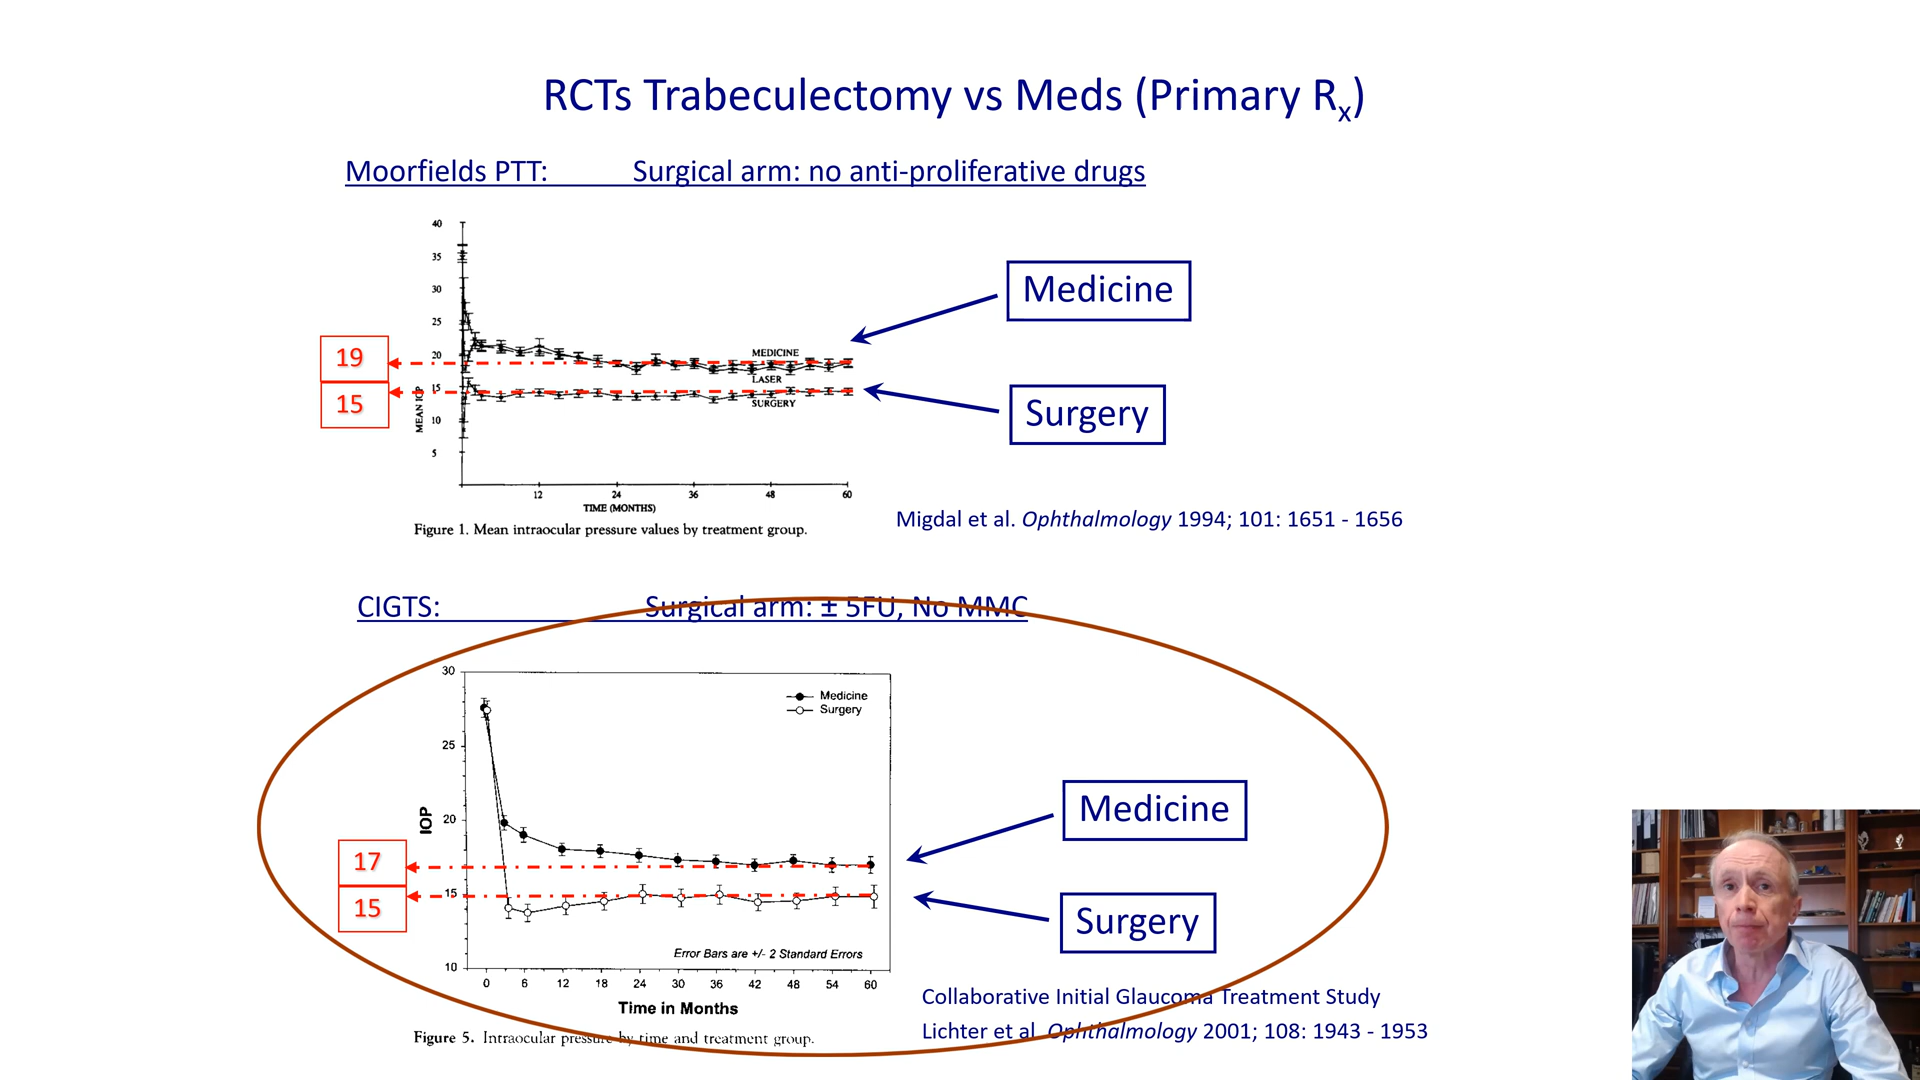 RCTs Trabeculectomy vs Meds (Primary Rx)
Moorfields PTT: Surgical arm: no anti-proliferative drugs
40
35
30
25
20
15
10
5
MEAN IOP
MEDICINE
LASER
SURGERY
12 24 36 48 60
TIME (MONTHS)
Figure 1. Mean intraocular pressure values by treatment group.
19
15
Medicine
Surgery
Migdal et al. Ophthalmology 1994; 101: 1651 - 1656
CIGTS: Surgical arm: ± 5FU, No MMC
30
25
20
15
10
IOP
Medicine
Surgery
Error Bars are +/- 2 Standard Errors
0 6 12 18 24 30 36 42 48 54 60
Time in Months
Figure 5. Intraocular pressure by time and treatment group.
17
15
Medicine
Surgery
Collaborative Initial Glaucoma Treatment Study
Lichter et al. Ophthalmology 2001; 108: 1943 - 1953